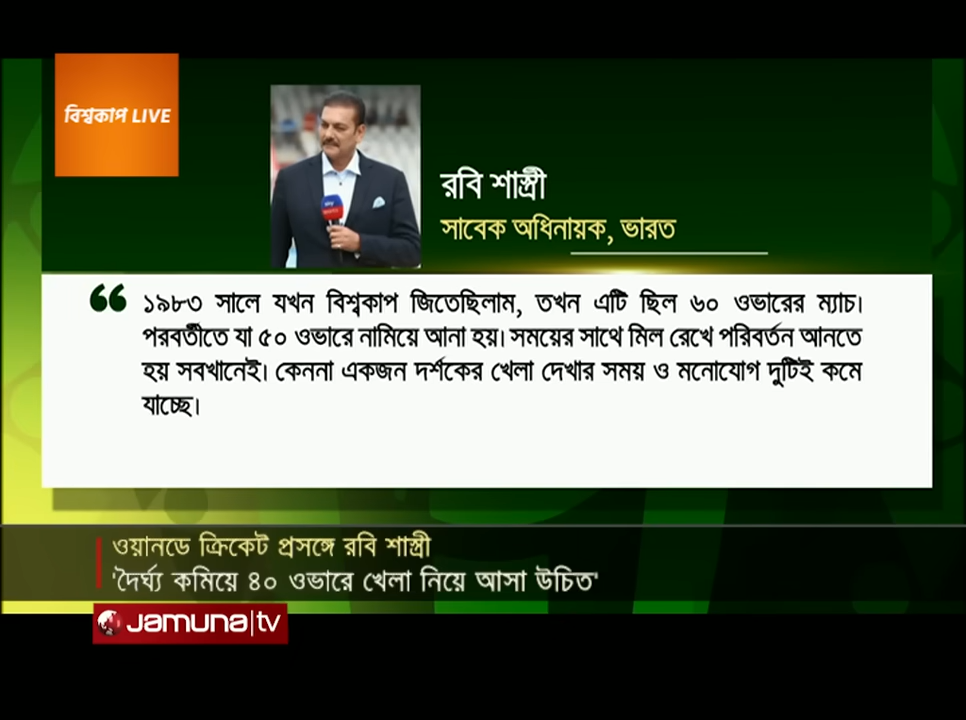 বিশ্বকাপ LIVE
রবি শাস্ত্রী
সাবেক অধিনায়ক, ভারত
“ ১৯৮৩ সালে যখন বিশ্বকাপ জিতেছিলাম, তখন এটি ছিল ৬০ ওভারের ম্যাচ।
পরবর্তীতে যা ৫০ ওভারে নামিয়ে আনা হয়। সময়ের সাথে মিল রেখে পরিবর্তন আনতে
হয় সবখানেই। কেননা একজন দর্শকের খেলা দেখার সময় ও মনোযোগ দুটিই কমে
যাচ্ছে।
ওয়ানডে ক্রিকেট প্রসঙ্গে রবি শাস্ত্রী
'দৈর্ঘ্য কমিয়ে ৪০ ওভারে খেলা নিয়ে আসা উচিত'
Jamuna|tv